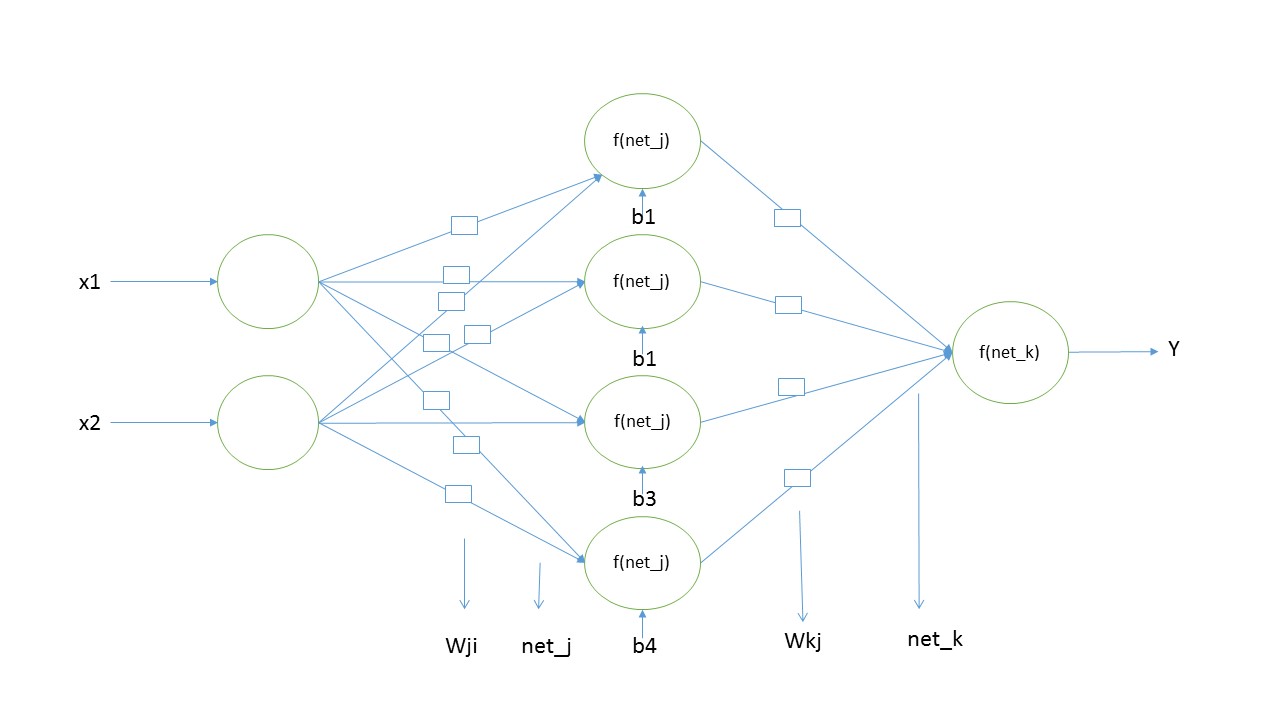 f(net_j)
b1
x1
f(net_j)
b1
f(net_k)
Y
x2
f(net_j)
b3
f(net_j)
Wji
net_j
b4
Wkj
net_k